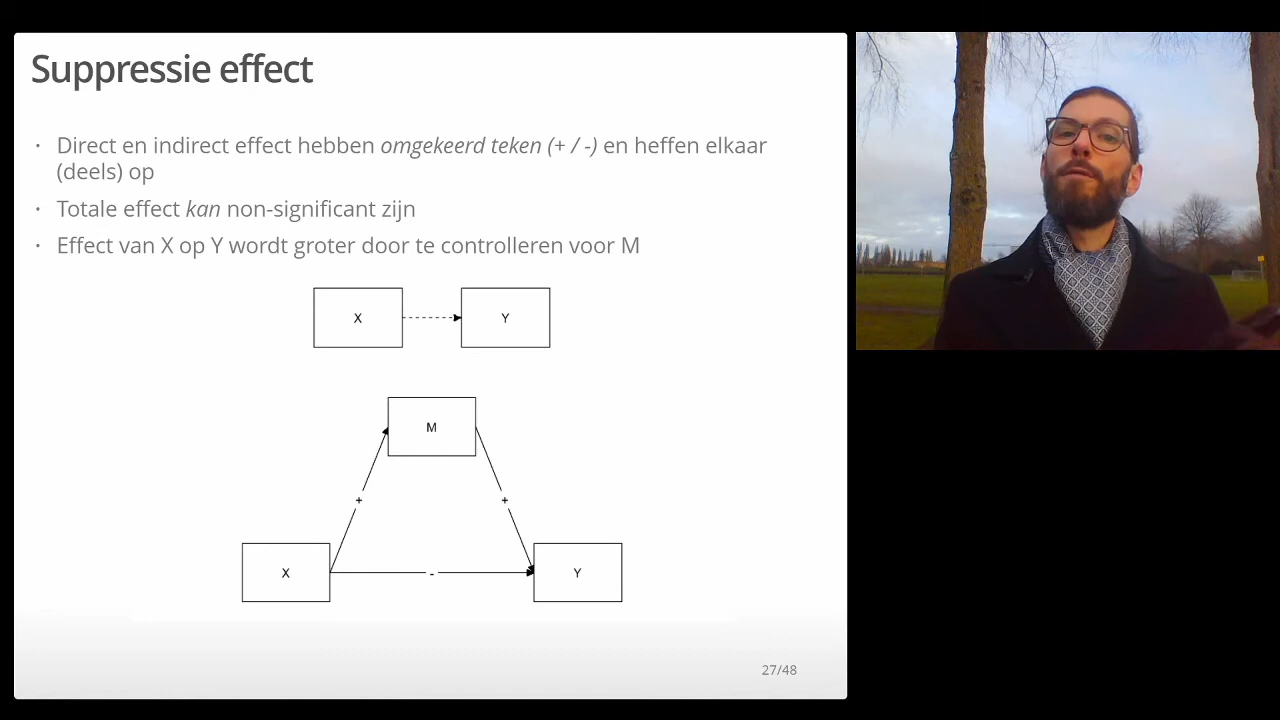 Suppressie effect
· Direct en indirect effect hebben omgekeerd teken (+ / -) en heffen elkaar
(deels) op
· Totale effect kan non-significant zijn
· Effect van X op Y wordt groter door te controleren voor M
X Y
M
+ +
X - Y
27/48